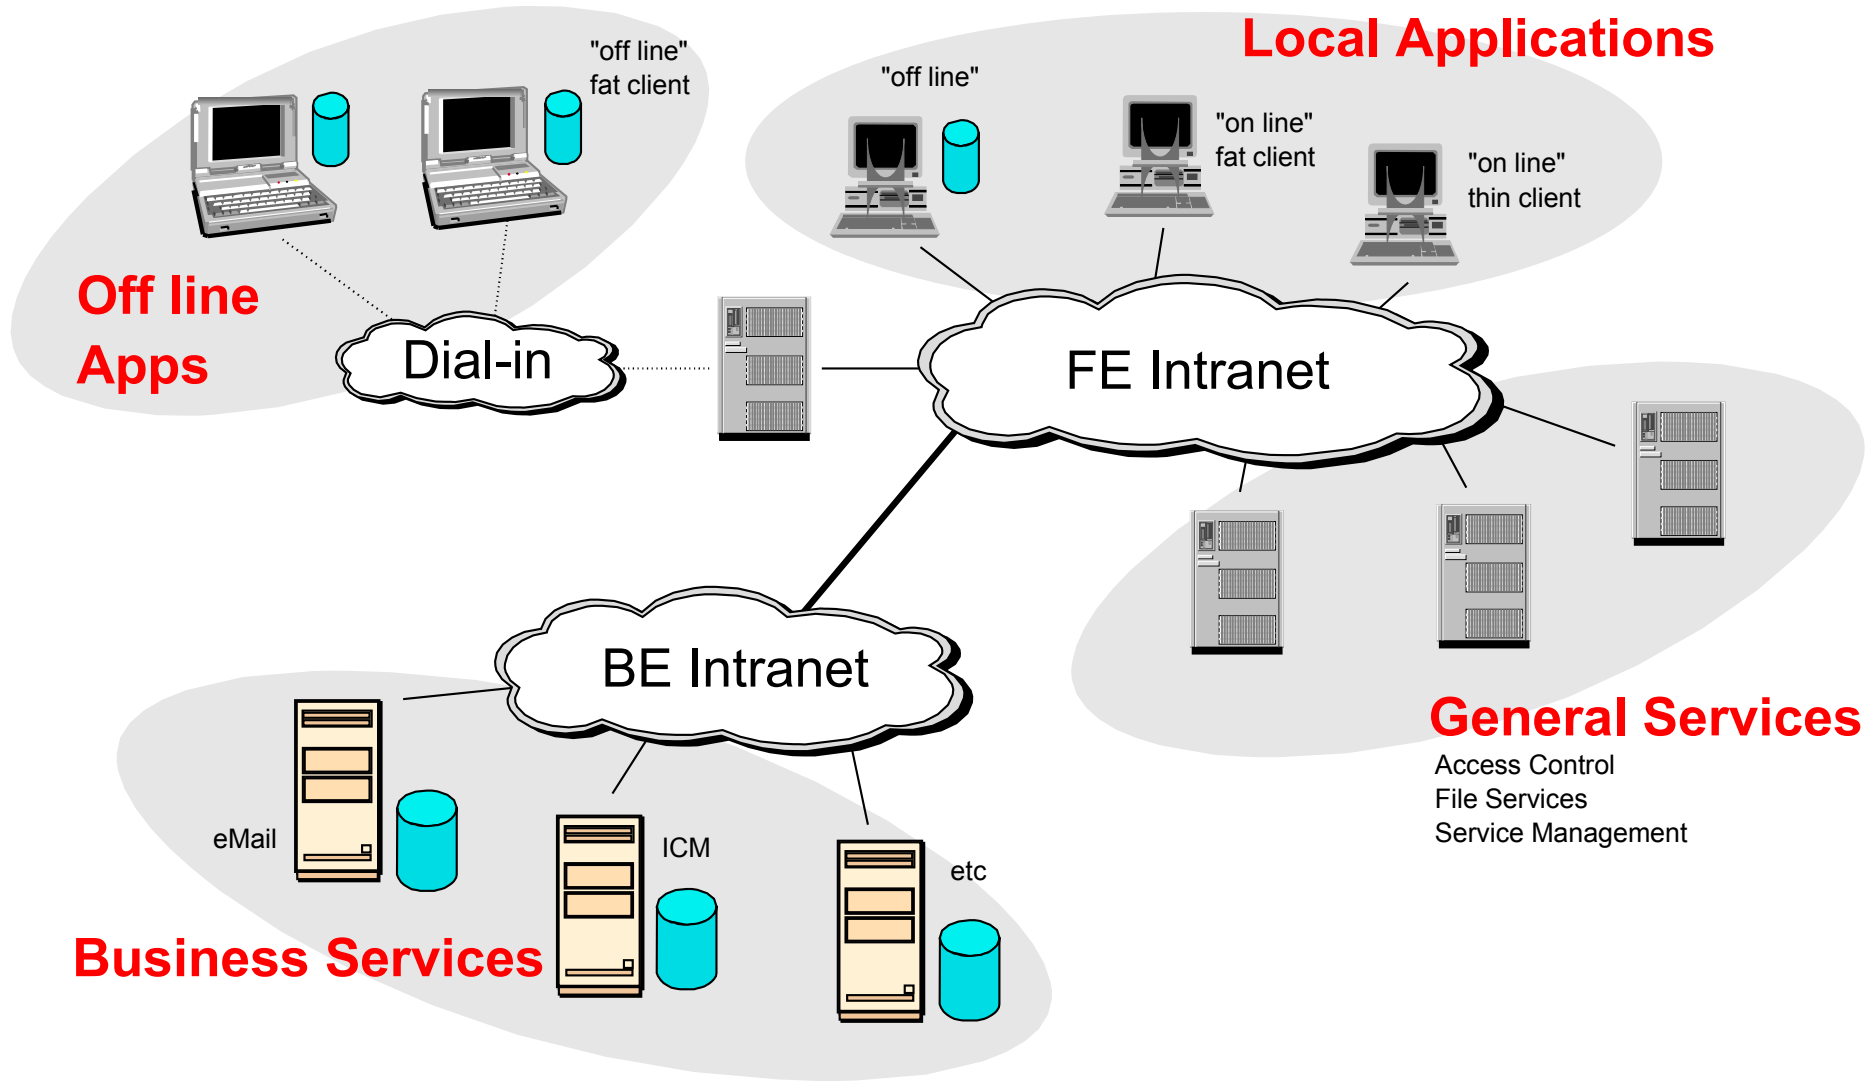 Local Applications
"off line"
fat client
"off line"
"on line"
fat client
"on line"
thin client
Off line
Apps
Dial-in
FE Intranet
BE Intranet
General Services
Access Control
File Services
Service Management
eMail
ICM
etc
Business Services